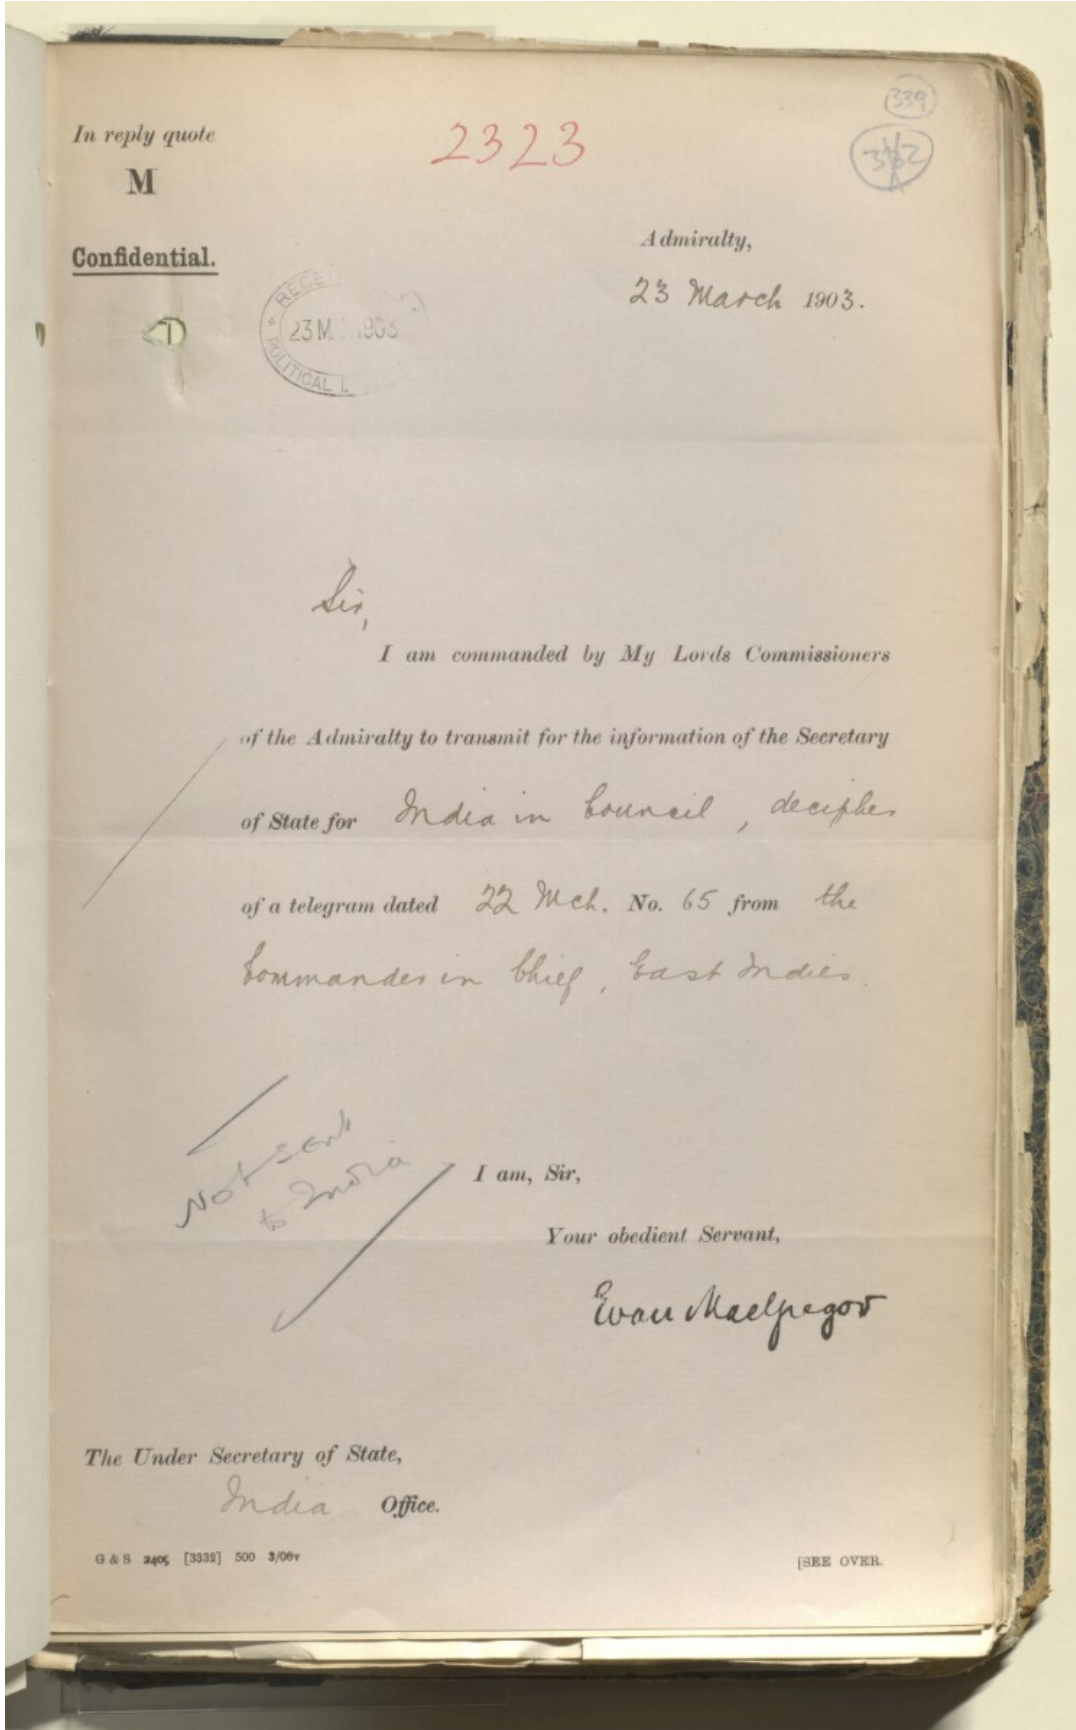 339
In reply quote
2323
M
Admiralty,
Confidential.
23 March 1903.
RECE
23 M 1903
POLITICAL
Sir,
I am commanded by My Lords Commissioners
of the Admiralty to transmit for the information of the Secretary
of State for India in Council, decipher
of a telegram dated 22 Mch. No. 65 from the
Commander in Chief, East Indies.
Not sent
to India
I am, Sir,
Your obedient Servant,
Evan MacGregor
The Under Secretary of State,
India Office.
G & S 2405 [3332] 500 3/06v
[SEE OVER.